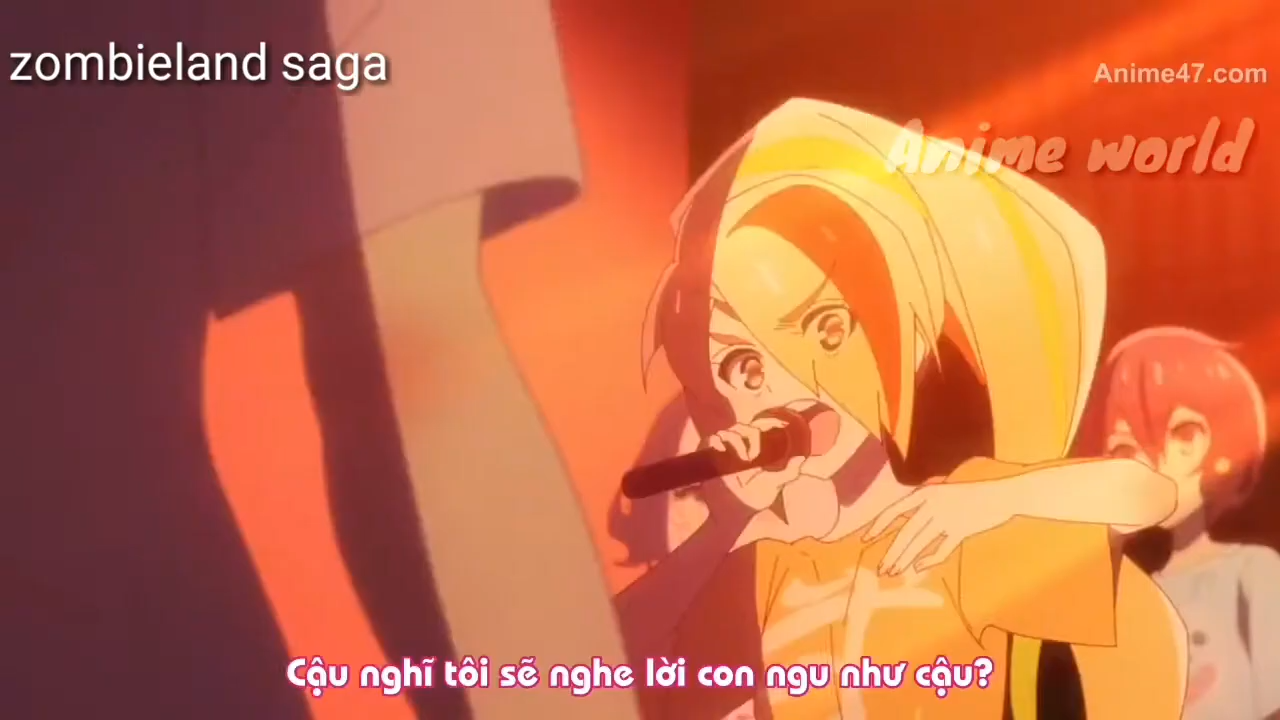 zombieland saga
Anime47.com
Anime world
Cậu nghĩ tôi sẽ nghe lời con ngu như cậu?